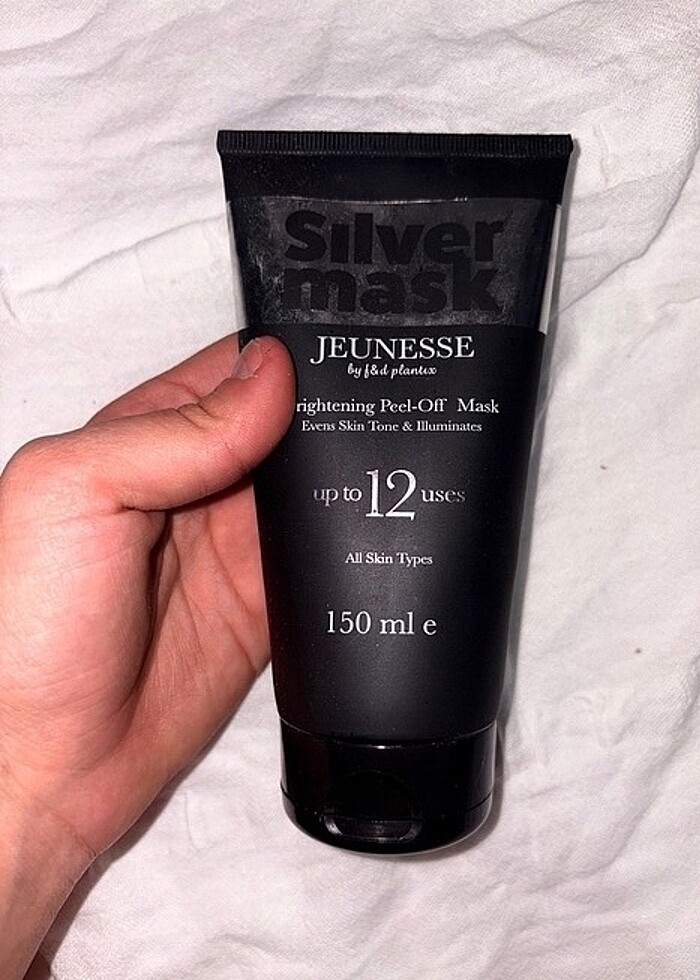 Silver
mask
JEUNESSE
by f&d plantix
rightening Peel-Off Mask
Evens Skin Tone & Illuminates
up to 12 uses
All Skin Types
150 ml e